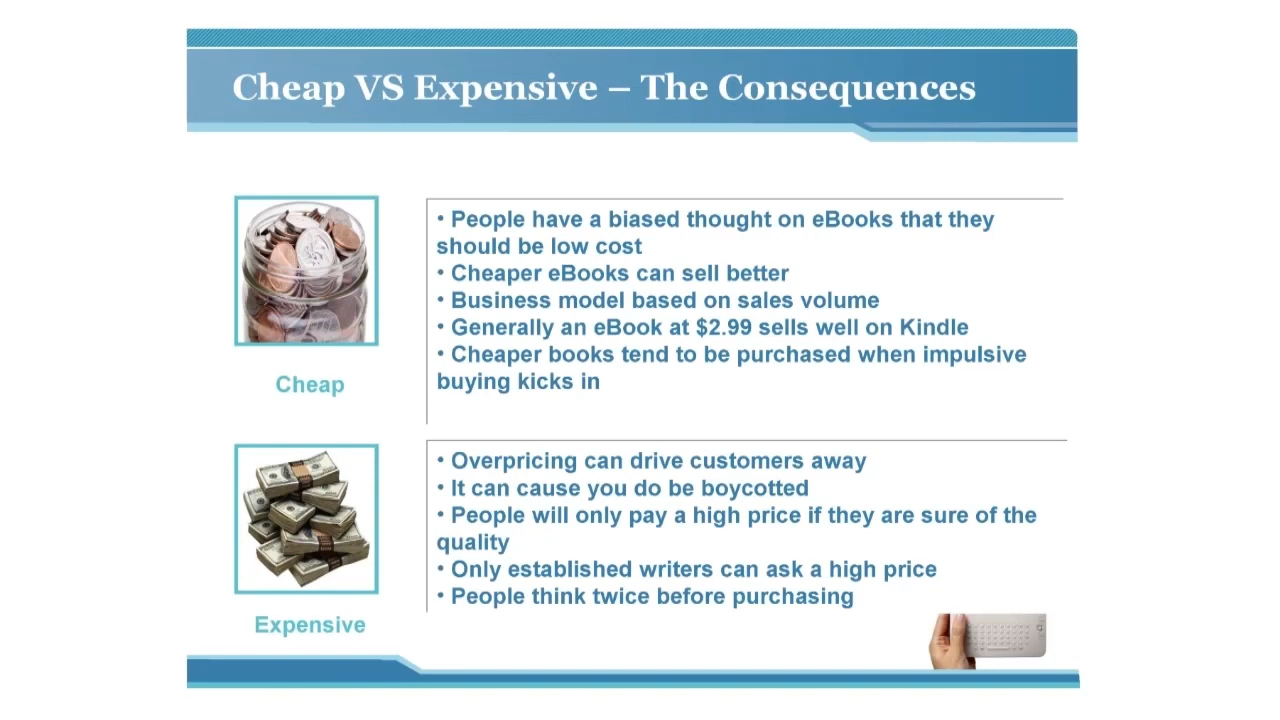 Cheap VS Expensive – The Consequences
• People have a biased thought on eBooks that they
should be low cost
• Cheaper eBooks can sell better
• Business model based on sales volume
• Generally an eBook at $2.99 sells well on Kindle
• Cheaper books tend to be purchased when impulsive
buying kicks in
Cheap
• Overpricing can drive customers away
• It can cause you do be boycotted
• People will only pay a high price if they are sure of the
quality
• Only established writers can ask a high price
• People think twice before purchasing
Expensive